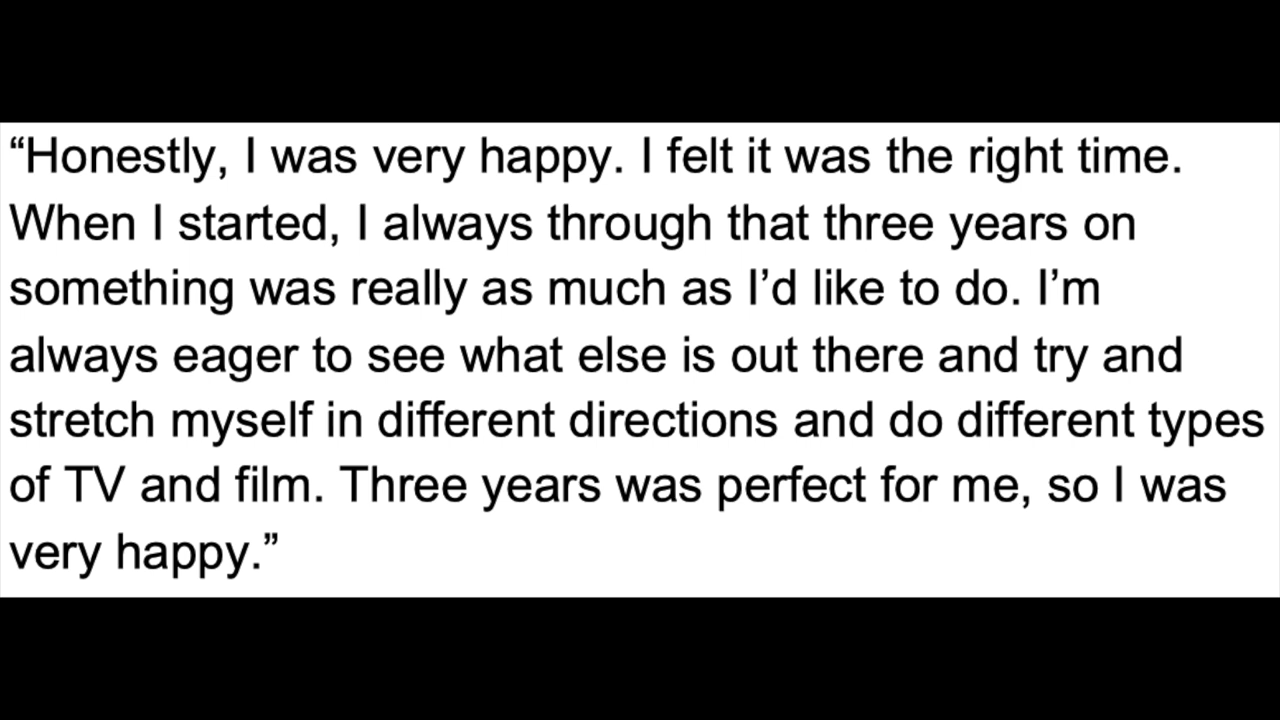 “Honestly, I was very happy. I felt it was the right time.
When I started, I always through that three years on
something was really as much as I’d like to do. I’m
always eager to see what else is out there and try and
stretch myself in different directions and do different types
of TV and film. Three years was perfect for me, so I was
very happy.”